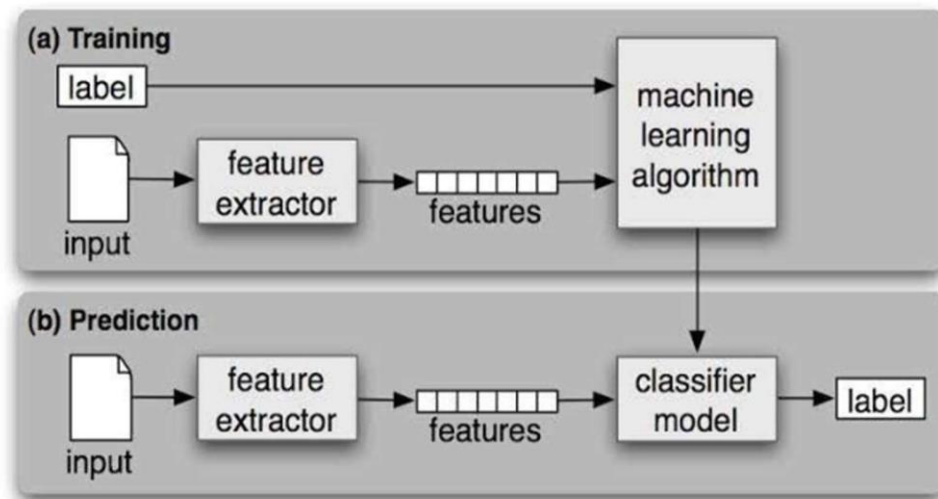 (a) Training
label
machine
learning
algorithm
feature
extractor
features
input
(b) Prediction
feature
extractor
features
classifier
model
label
input